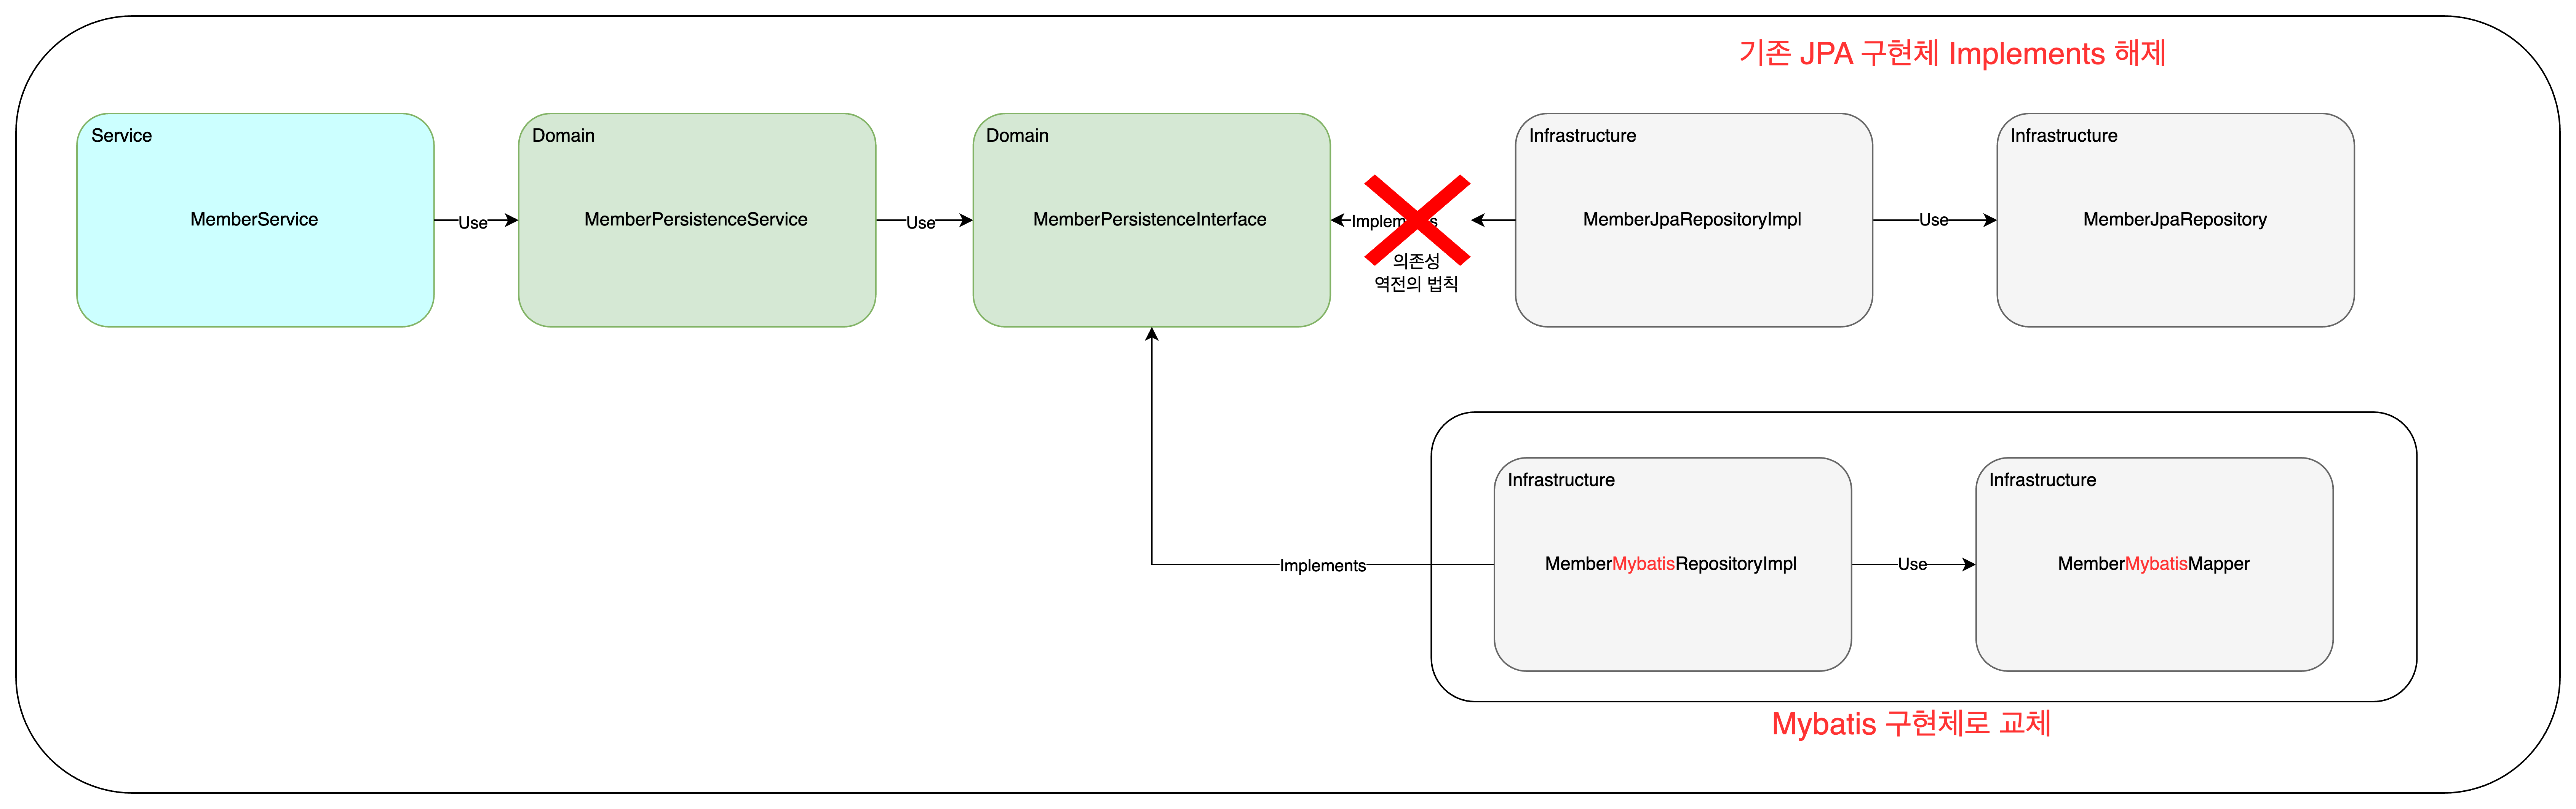 기존 JPA 구현체 Implements 해제
Service
MemberService
Use
Domain
MemberPersistenceService
Use
Domain
MemberPersistenceInterface
Implements
의존성
역전의 법칙
Infrastructure
MemberJpaRepositoryImpl
Use
Infrastructure
MemberJpaRepository
Implements
Infrastructure
MemberMybatisRepositoryImpl
Use
Infrastructure
MemberMybatisMapper
Mybatis 구현체로 교체